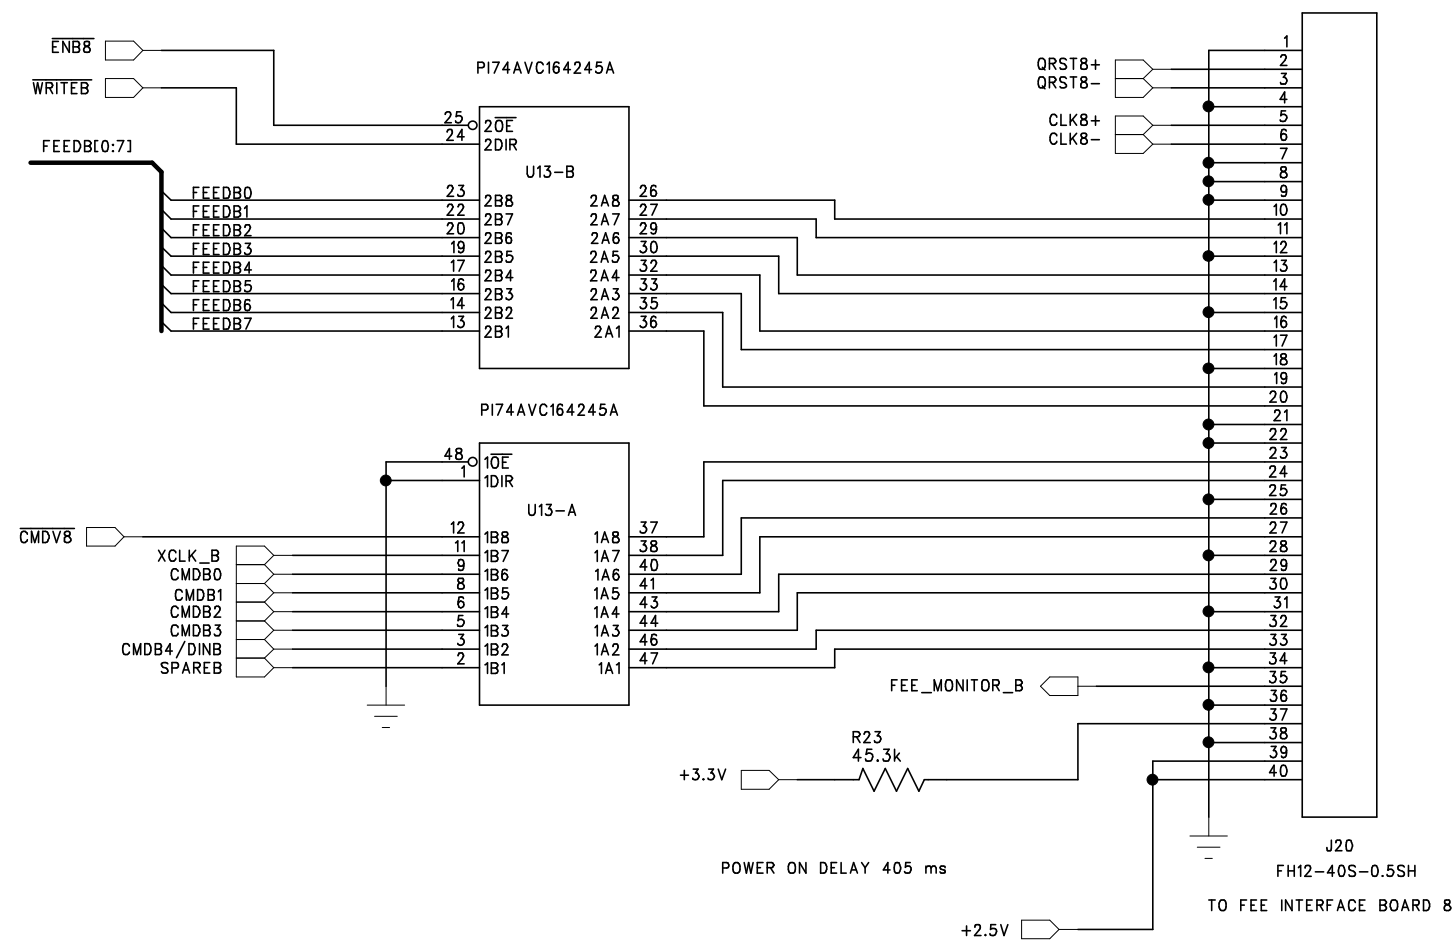 ENB8
WRITEB
FEEDB[0:7]
PI74AVC164245A
25 2OE
24 2DIR
U13-B
FEEDB0 23 2B8 2A8 26
FEEDB1 22 2B7 2A7 27
FEEDB2 20 2B6 2A6 29
FEEDB3 19 2B5 2A5 30
FEEDB4 17 2B4 2A4 32
FEEDB5 16 2B3 2A3 33
FEEDB6 14 2B2 2A2 35
FEEDB7 13 2B1 2A1 36
PI74AVC164245A
48 1OE
1 1DIR
U13-A
CMDV8 12 1B8 1A8 37
XCLK_B 11 1B7 1A7 38
CMDB0 9 1B6 1A6 40
CMDB1 8 1B5 1A5 41
CMDB2 6 1B4 1A4 43
CMDB3 5 1B3 1A3 44
CMDB4/DINB 3 1B2 1A2 46
SPAREB 2 1B1 1A1 47
1
QRST8+ 2
QRST8- 3
4
CLK8+ 5
CLK8- 6
7
8
9
10
11
12
13
14
15
16
17
18
19
20
21
22
23
24
25
26
27
28
29
30
31
32
33
34
FEE_MONITOR_B 35
36
37
38
39
40
R23
45.3k
+3.3V
POWER ON DELAY 405 ms
+2.5V
J20
FH12-40S-0.5SH
TO FEE INTERFACE BOARD 8